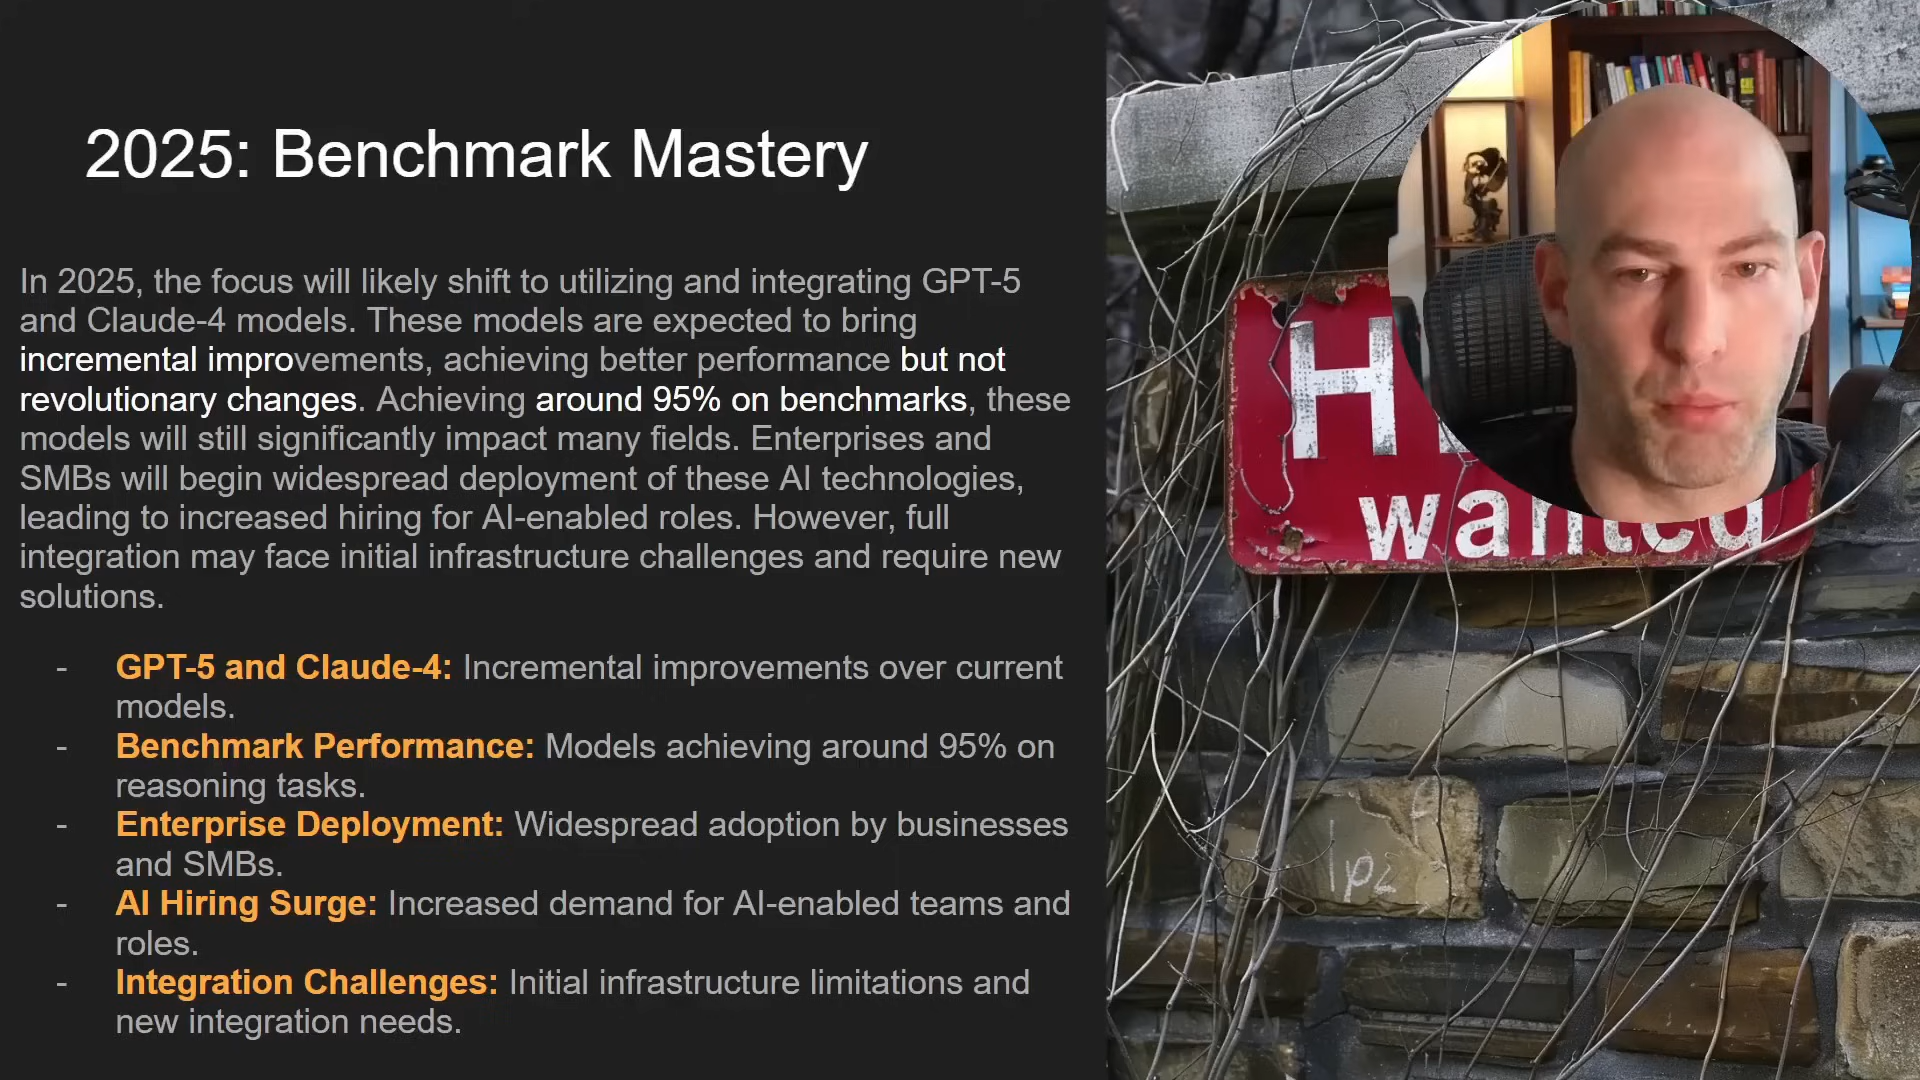 2025: Benchmark Mastery
In 2025, the focus will likely shift to utilizing and integrating GPT-5
and Claude-4 models. These models are expected to bring
incremental improvements, achieving better performance but not
revolutionary changes. Achieving around 95% on benchmarks, these
models will still significantly impact many fields. Enterprises and
SMBs will begin widespread deployment of these AI technologies,
leading to increased hiring for AI-enabled roles. However, full
integration may face initial infrastructure challenges and require new
solutions.
- GPT-5 and Claude-4: Incremental improvements over current
models.
- Benchmark Performance: Models achieving around 95% on
reasoning tasks.
- Enterprise Deployment: Widespread adoption by businesses
and SMBs.
- AI Hiring Surge: Increased demand for AI-enabled teams and
roles.
- Integration Challenges: Initial infrastructure limitations and
new integration needs.
wanted